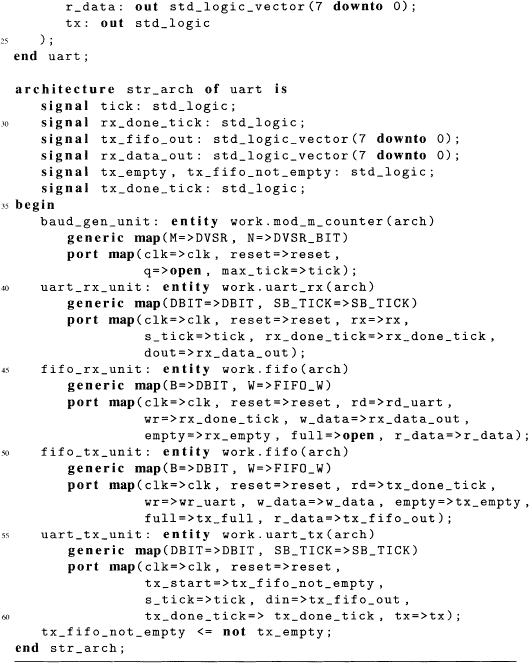 r_data: out std_logic_vector(7 downto 0);
tx: out std_logic
25 );
end uart;
architecture str_arch of uart is
signal tick: std_logic;
30 signal rx_done_tick: std_logic;
signal tx_fifo_out: std_logic_vector(7 downto 0);
signal rx_data_out: std_logic_vector(7 downto 0);
signal tx_empty, tx_fifo_not_empty: std_logic;
signal tx_done_tick: std_logic;
35 begin
baud_gen_unit: entity work.mod_m_counter(arch)
generic map(M=>DVSR, N=>DVSR_BIT)
port map(clk=>clk, reset=>reset,
q=>open, max_tick=>tick);
40 uart_rx_unit: entity work.uart_rx(arch)
generic map(DBIT=>DBIT, SB_TICK=>SB_TICK)
port map(clk=>clk, reset=>reset, rx=>rx,
s_tick=>tick, rx_done_tick=>rx_done_tick,
dout=>rx_data_out);
45 fifo_rx_unit: entity work.fifo(arch)
generic map(B=>DBIT, W=>FIFO_W)
port map(clk=>clk, reset=>reset, rd=>rd_uart,
wr=>rx_done_tick, w_data=>rx_data_out,
empty=>rx_empty, full=>open, r_data=>r_data);
50 fifo_tx_unit: entity work.fifo(arch)
generic map(B=>DBIT, W=>FIFO_W)
port map(clk=>clk, reset=>reset, rd=>tx_done_tick,
wr=>wr_uart, w_data=>w_data, empty=>tx_empty,
full=>tx_full, r_data=>tx_fifo_out);
55 uart_tx_unit: entity work.uart_tx(arch)
generic map(DBIT=>DBIT, SB_TICK=>SB_TICK)
port map(clk=>clk, reset=>reset,
tx_start=>tx_fifo_not_empty,
s_tick=>tick, din=>tx_fifo_out,
60 tx_done_tick=> tx_done_tick, tx=>tx);
tx_fifo_not_empty <= not tx_empty;
end str_arch;